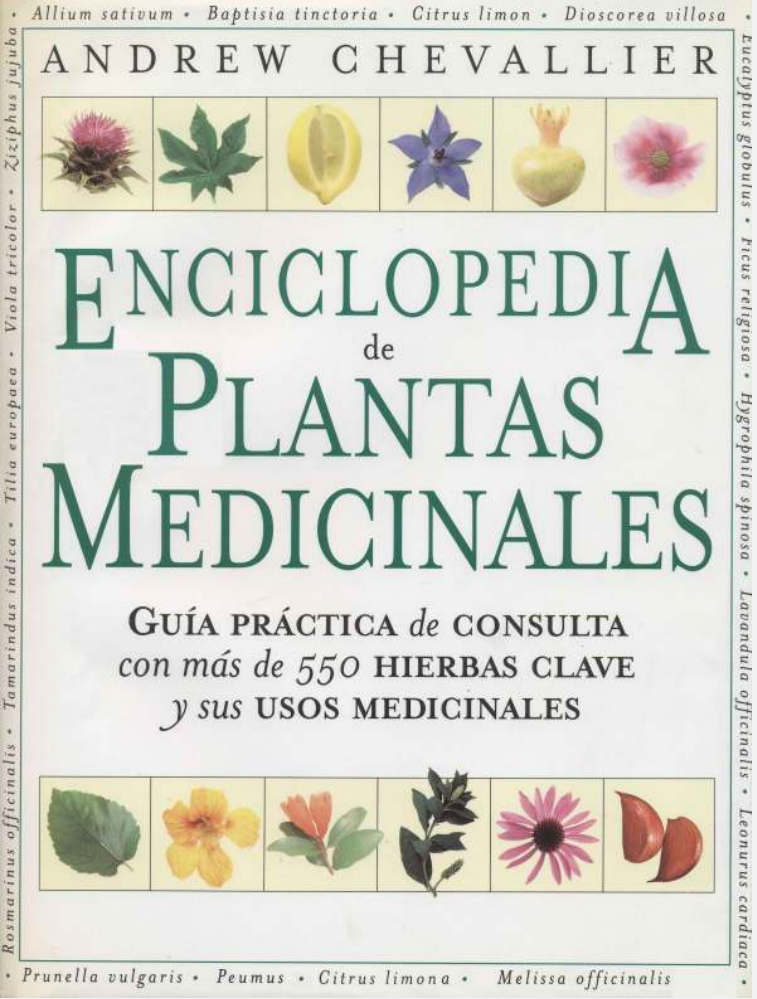 • Allium sativum • Baptisia tinctoria • Citrus limon • Dioscorea villosa •
Eucalyptus globulus • Ficus religiosa • Hygrophila spinosa • Lavandula officinalis • Leonurus cardiaca •
ANDREW CHEVALLIER
ENCICLOPEDIA
de
PLANTAS
MEDICINALES
GUÍA PRÁCTICA de CONSULTA
con más de 550 HIERBAS CLAVE
y sus USOS MEDICINALES
• Prunella vulgaris • Peumus • Citrus limona • Melissa officinalis
Rosmarinus officinalis • Tamarindus indica • Tilia europaea • Viola tricolor • Ziziphus jujuba •